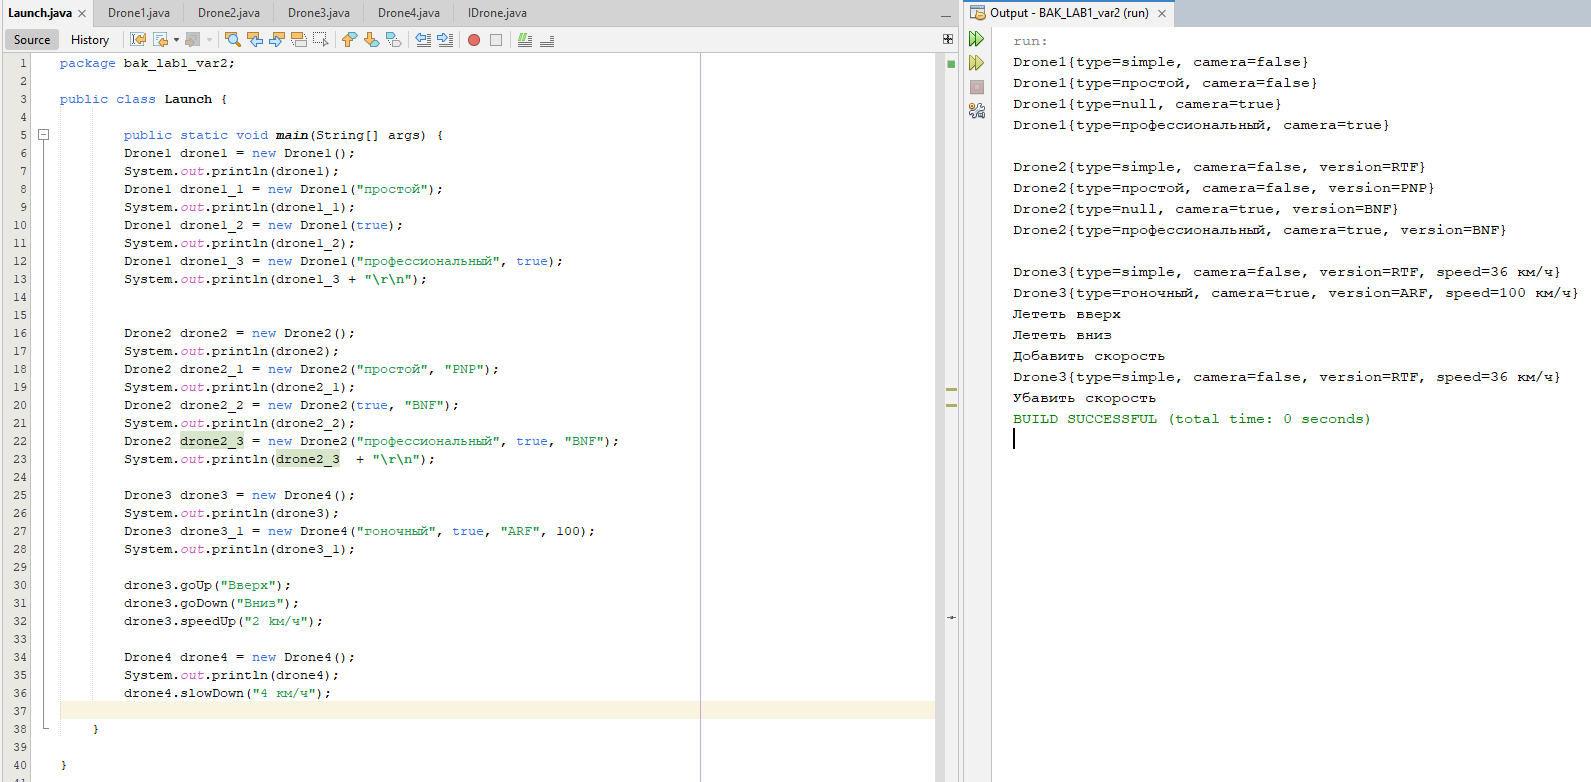 Launch.java
Drone1.java
Drone2.java
Drone3.java
Drone4.java
IDrone.java
Source
History
1 package bak_lab1_var2;
2
3 public class Launch {
4
5 public static void main(String[] args) {
6 Drone1 drone1 = new Drone1();
7 System.out.println(drone1);
8 Drone1 drone1_1 = new Drone1("простой");
9 System.out.println(drone1_1);
10 Drone1 drone1_2 = new Drone1(true);
11 System.out.println(drone1_2);
12 Drone1 drone1_3 = new Drone1("профессиональный", true);
13 System.out.println(drone1_3 + "\r\n");
14
15
16 Drone2 drone2 = new Drone2();
17 System.out.println(drone2);
18 Drone2 drone2_1 = new Drone2("простой", "PNP");
19 System.out.println(drone2_1);
20 Drone2 drone2_2 = new Drone2(true, "BNF");
21 System.out.println(drone2_2);
22 Drone2 drone2_3 = new Drone2("профессиональный", true, "BNF");
23 System.out.println(drone2_3  + "\r\n");
24
25 Drone3 drone3 = new Drone4();
26 System.out.println(drone3);
27 Drone3 drone3_1 = new Drone4("гоночный", true, "ARF", 100);
28 System.out.println(drone3_1);
29
30 drone3.goUp("Вверх");
31 drone3.goDown("Вниз");
32 drone3.speedUp("2 км/ч");
33
34 Drone4 drone4 = new Drone4();
35 System.out.println(drone4);
36 drone4.slowDown("4 км/ч");
37
38 }
39
40 }
41
Output - BAK_LAB1_var2 (run)
run:
Drone1{type=simple, camera=false}
Drone1{type=простой, camera=false}
Drone1{type=null, camera=true}
Drone1{type=профессиональный, camera=true}
Drone2{type=simple, camera=false, version=RTF}
Drone2{type=простой, camera=false, version=PNP}
Drone2{type=null, camera=true, version=BNF}
Drone2{type=профессиональный, camera=true, version=BNF}
Drone3{type=simple, camera=false, version=RTF, speed=36 км/ч}
Drone3{type=гоночный, camera=true, version=ARF, speed=100 км/ч}
Лететь вверх
Лететь вниз
Добавить скорость
Drone3{type=simple, camera=false, version=RTF, speed=36 км/ч}
Убавить скорость
BUILD SUCCESSFUL (total time: 0 seconds)